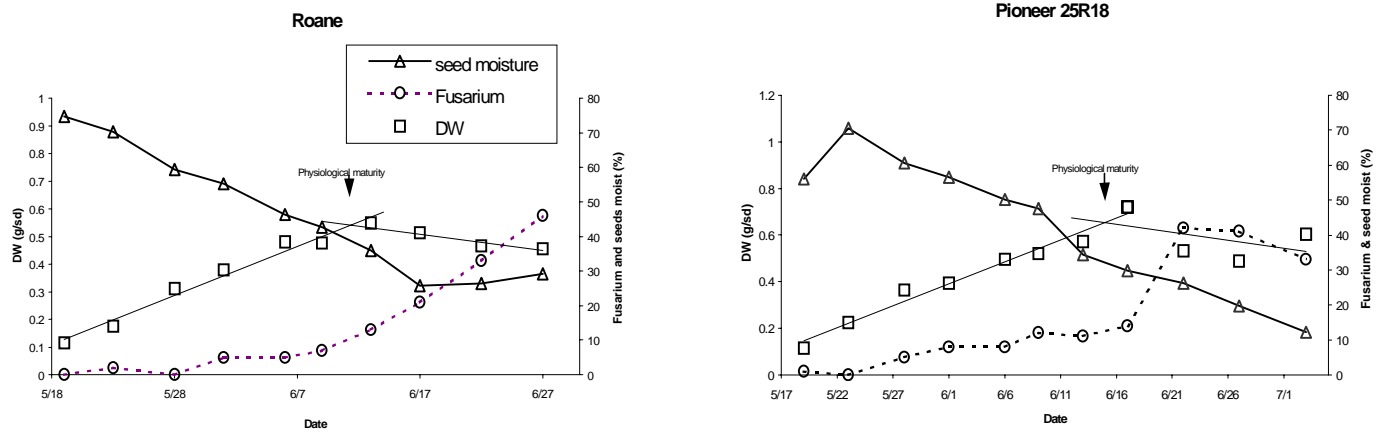 Roane
seed moisture
Fusarium
DW
Physiological maturity
DW (g/sd)
1
0.9
0.8
0.7
0.6
0.5
0.4
0.3
0.2
0.1
0
80
70
60
50
40
30
20
10
0
Fusarium and seeds moist (%)
5/18 5/28 6/7 6/17 6/27
Date
Pioneer 25R18
Physiological maturity
DW (g/sd)
1.2
1
0.8
0.6
0.4
0.2
0
80
70
60
50
40
30
20
10
0
Fusarium & seed moist (%)
5/17 5/22 5/27 6/1 6/6 6/11 6/16 6/21 6/26 7/1
Date